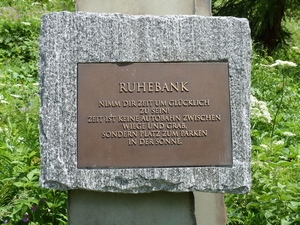 RUHEBANK
NIMM DIR ZEIT UM GLÜCKLICH
ZU SEIN
ZEIT IST KEINE AUTOBAHN ZWISCHEN
WIEGE UND GRAB,
SONDERN PLATZ ZUM PARKEN
IN DER SONNE.